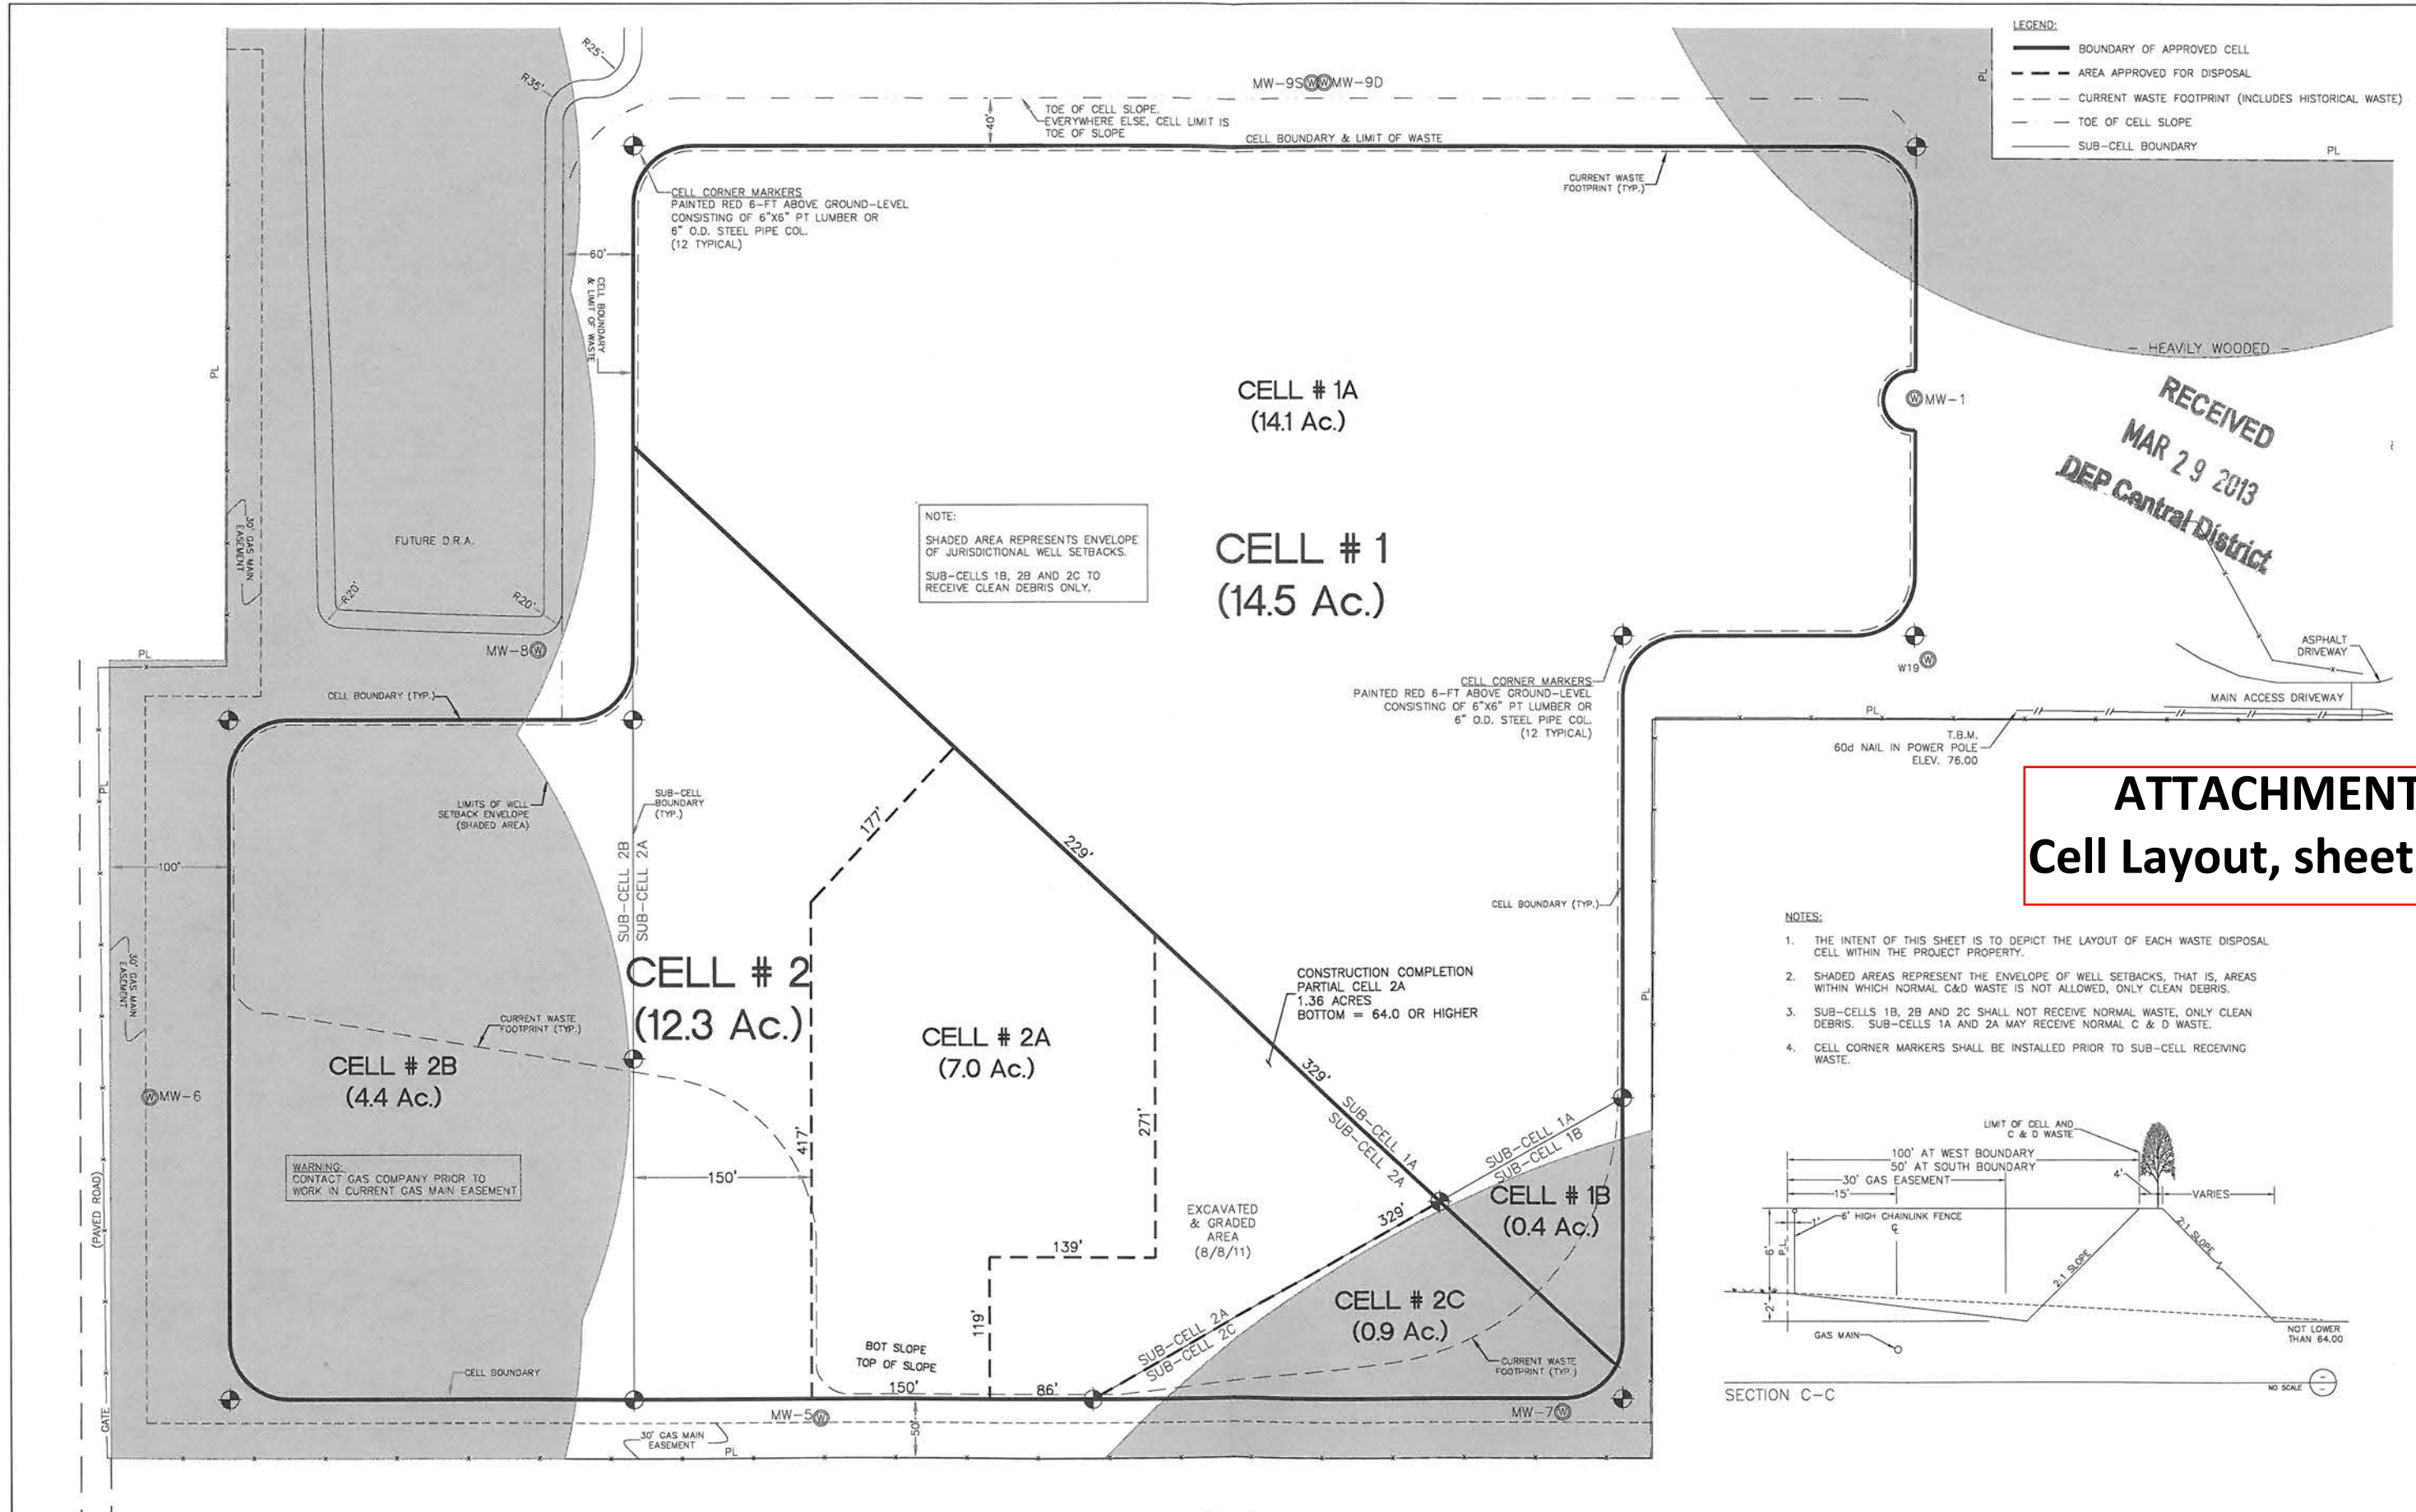 LEGEND:
BOUNDARY OF APPROVED CELL
AREA APPROVED FOR DISPOSAL
CURRENT WASTE FOOTPRINT (INCLUDES HISTORICAL WASTE)
TOE OF CELL SLOPE
SUB-CELL BOUNDARY
PL
PL
R25'
R35'
MW-9S
MW-9D
TOE OF CELL SLOPE.
EVERYWHERE ELSE, CELL LIMIT IS
TOE OF SLOPE
40'
CELL BOUNDARY & LIMIT OF WASTE
CURRENT WASTE
FOOTPRINT (TYP.)
CELL CORNER MARKERS
PAINTED RED 6-FT ABOVE GROUND-LEVEL
CONSISTING OF 6"X6" PT LUMBER OR
6" O.D. STEEL PIPE COL.
(12 TYPICAL)
60'
CELL BOUNDARY
& LIMIT OF WASTE
PL
- HEAVILY WOODED -
CELL # 1A
(14.1 Ac.)
MW-1
RECEIVED
MAR 29 2013
DEP Central District
NOTE:
SHADED AREA REPRESENTS ENVELOPE
OF JURISDICTIONAL WELL SETBACKS.
SUB-CELLS 1B, 2B AND 2C TO
RECEIVE CLEAN DEBRIS ONLY.
CELL # 1
(14.5 Ac.)
30' GAS MAIN
EASEMENT
FUTURE D.R.A.
R20'
R20'
MW-8
PL
W19
ASPHALT
DRIVEWAY
MAIN ACCESS DRIVEWAY
CELL BOUNDARY (TYP.)
CELL CORNER MARKERS
PAINTED RED 6-FT ABOVE GROUND-LEVEL
CONSISTING OF 6"X6" PT LUMBER OR
6" O.D. STEEL PIPE COL.
(12 TYPICAL)
PL
T.B.M.
60d NAIL IN POWER POLE
ELEV. 76.00
ATTACHMENT
Cell Layout, sheet
PL
LIMITS OF WELL
SETBACK ENVELOPE
(SHADED AREA)
SUB-CELL
BOUNDARY
(TYP.)
SUB-CELL 2B
SUB-CELL 2A
177'
229'
100'
CELL BOUNDARY (TYP.)
NOTES:
1. THE INTENT OF THIS SHEET IS TO DEPICT THE LAYOUT OF EACH WASTE DISPOSAL
CELL WITHIN THE PROJECT PROPERTY.
2. SHADED AREAS REPRESENT THE ENVELOPE OF WELL SETBACKS, THAT IS, AREAS
WITHIN WHICH NORMAL C&D WASTE IS NOT ALLOWED, ONLY CLEAN DEBRIS.
3. SUB-CELLS 1B, 2B AND 2C SHALL NOT RECEIVE NORMAL WASTE, ONLY CLEAN
DEBRIS. SUB-CELLS 1A AND 2A MAY RECEIVE NORMAL C & D WASTE.
4. CELL CORNER MARKERS SHALL BE INSTALLED PRIOR TO SUB-CELL RECEIVING
WASTE.
30' GAS MAIN
EASEMENT
CELL # 2
(12.3 Ac.)
CONSTRUCTION COMPLETION
PARTIAL CELL 2A
1.36 ACRES
BOTTOM = 64.0 OR HIGHER
PL
CURRENT WASTE
FOOTPRINT (TYP.)
CELL # 2B
(4.4 Ac.)
CELL # 2A
(7.0 Ac.)
MW-6
329'
SUB-CELL 1A
SUB-CELL 2A
SUB-CELL 1A
SUB-CELL 1B
417'
271'
150'
WARNING:
CONTACT GAS COMPANY PRIOR TO
WORK IN CURRENT GAS MAIN EASEMENT
(PAVED ROAD)
EXCAVATED
& GRADED
AREA
(8/8/11)
329'
CELL # 1B
(0.4 Ac.)
139'
119'
CELL # 2C
(0.9 Ac.)
SUB-CELL 2A
SUB-CELL 2C
BOT SLOPE
TOP OF SLOPE
150'
86'
CURRENT WASTE
FOOTPRINT (TYP.)
CELL BOUNDARY
GATE
MW-5
MW-7
50'
30' GAS MAIN
EASEMENT
PL
LIMIT OF CELL AND
C & D WASTE
100' AT WEST BOUNDARY
50' AT SOUTH BOUNDARY
30' GAS EASEMENT
15'
4'
VARIES
1'
6' HIGH CHAINLINK FENCE
6'
P.L.
2:1 SLOPE
2:1 SLOPE
2'
GAS MAIN
NOT LOWER
THAN 64.00
SECTION C-C
NO SCALE